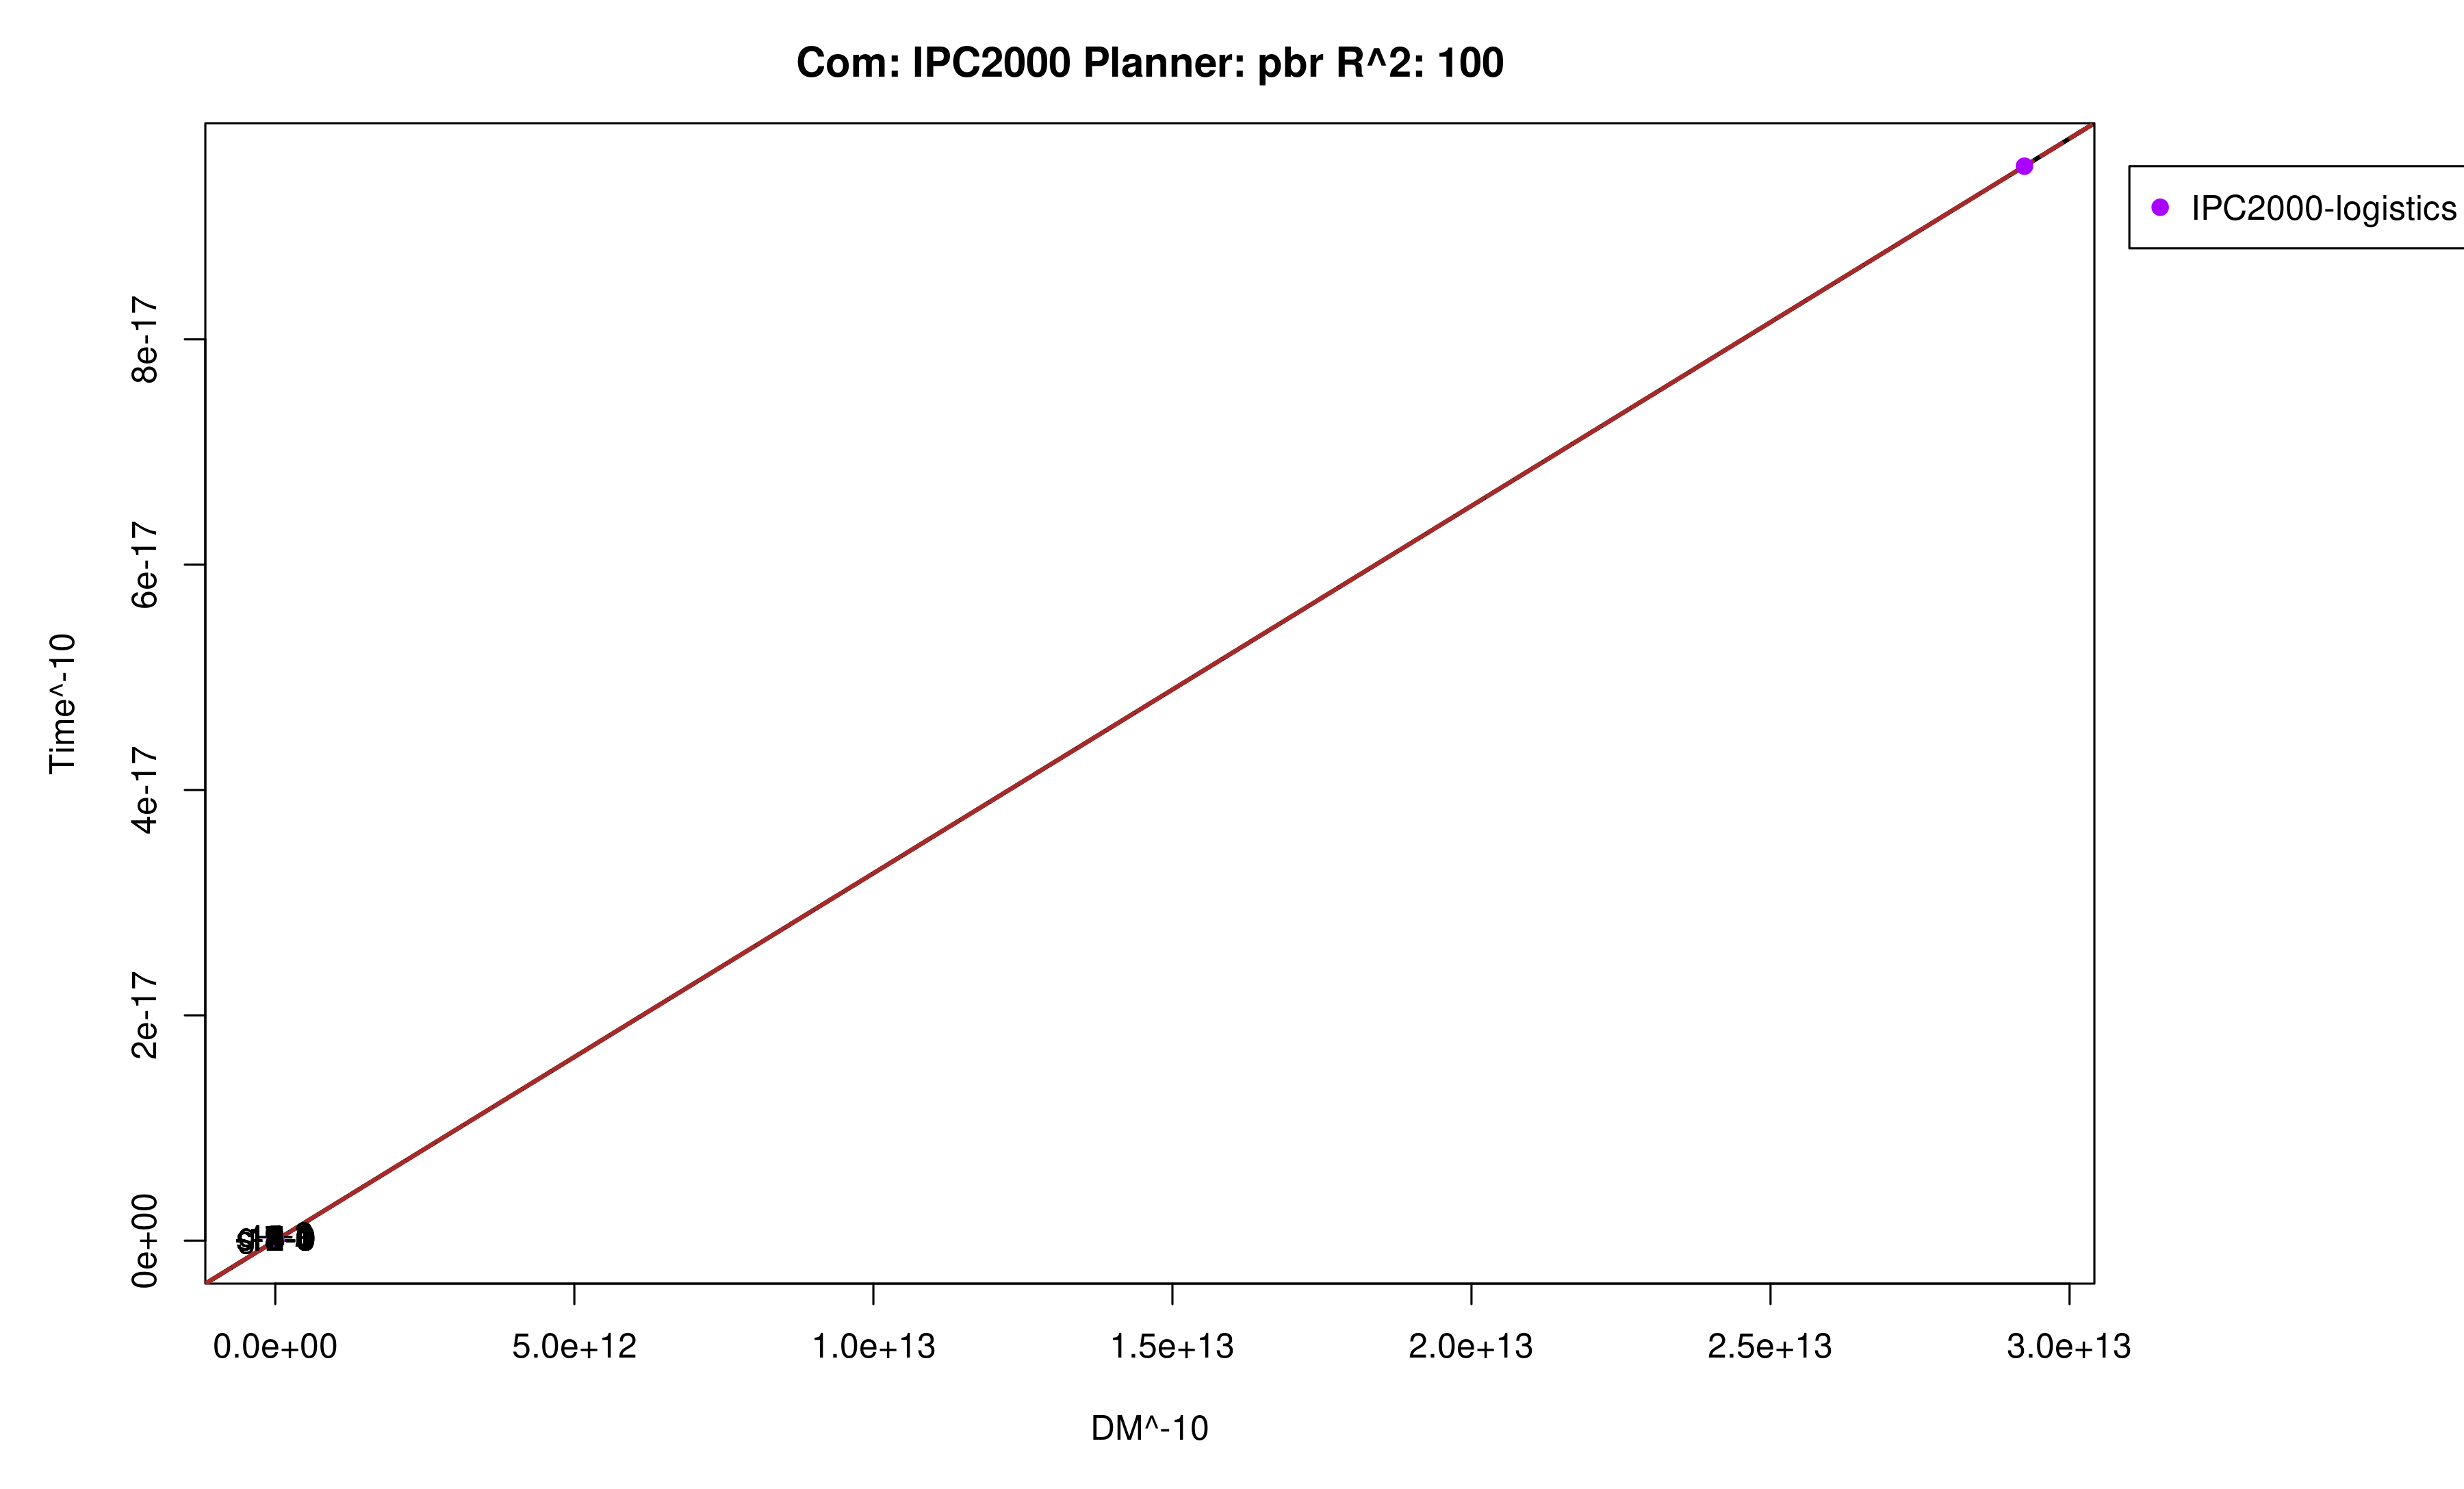 Com: IPC2000 Planner: pbr R^2: 100
IPC2000-logistics
Time^-10
8e-17
6e-17
4e-17
2e-17
0e+00
0.0e+00 5.0e+12 1.0e+13 1.5e+13 2.0e+13 2.5e+13 3.0e+13
DM^-10